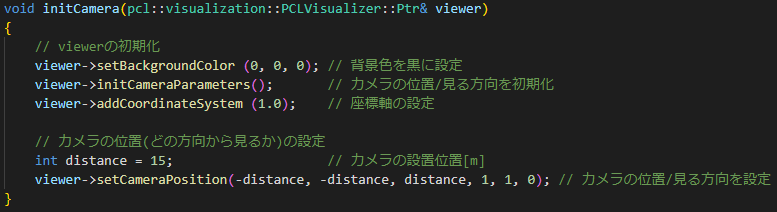 void initCamera(pcl::visualization::PCLVisualizer::Ptr& viewer)
{
    // viewerの初期化
    viewer->setBackgroundColor (0, 0, 0); // 背景色を黒に設定
    viewer->initCameraParameters();       // カメラの位置/見る方向を初期化
    viewer->addCoordinateSystem (1.0);    // 座標軸の設定

    // カメラの位置(どの方向から見るか)の設定
    int distance = 15;                    // カメラの設置位置[m]
    viewer->setCameraPosition(-distance, -distance, distance, 1, 1, 0); // カメラの位置/見る方向を設定
}